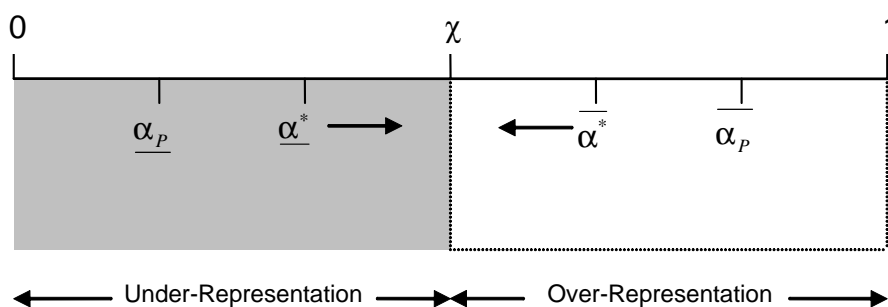 0 χ 1
α_P α* α* α_P
Under-Representation Over-Representation